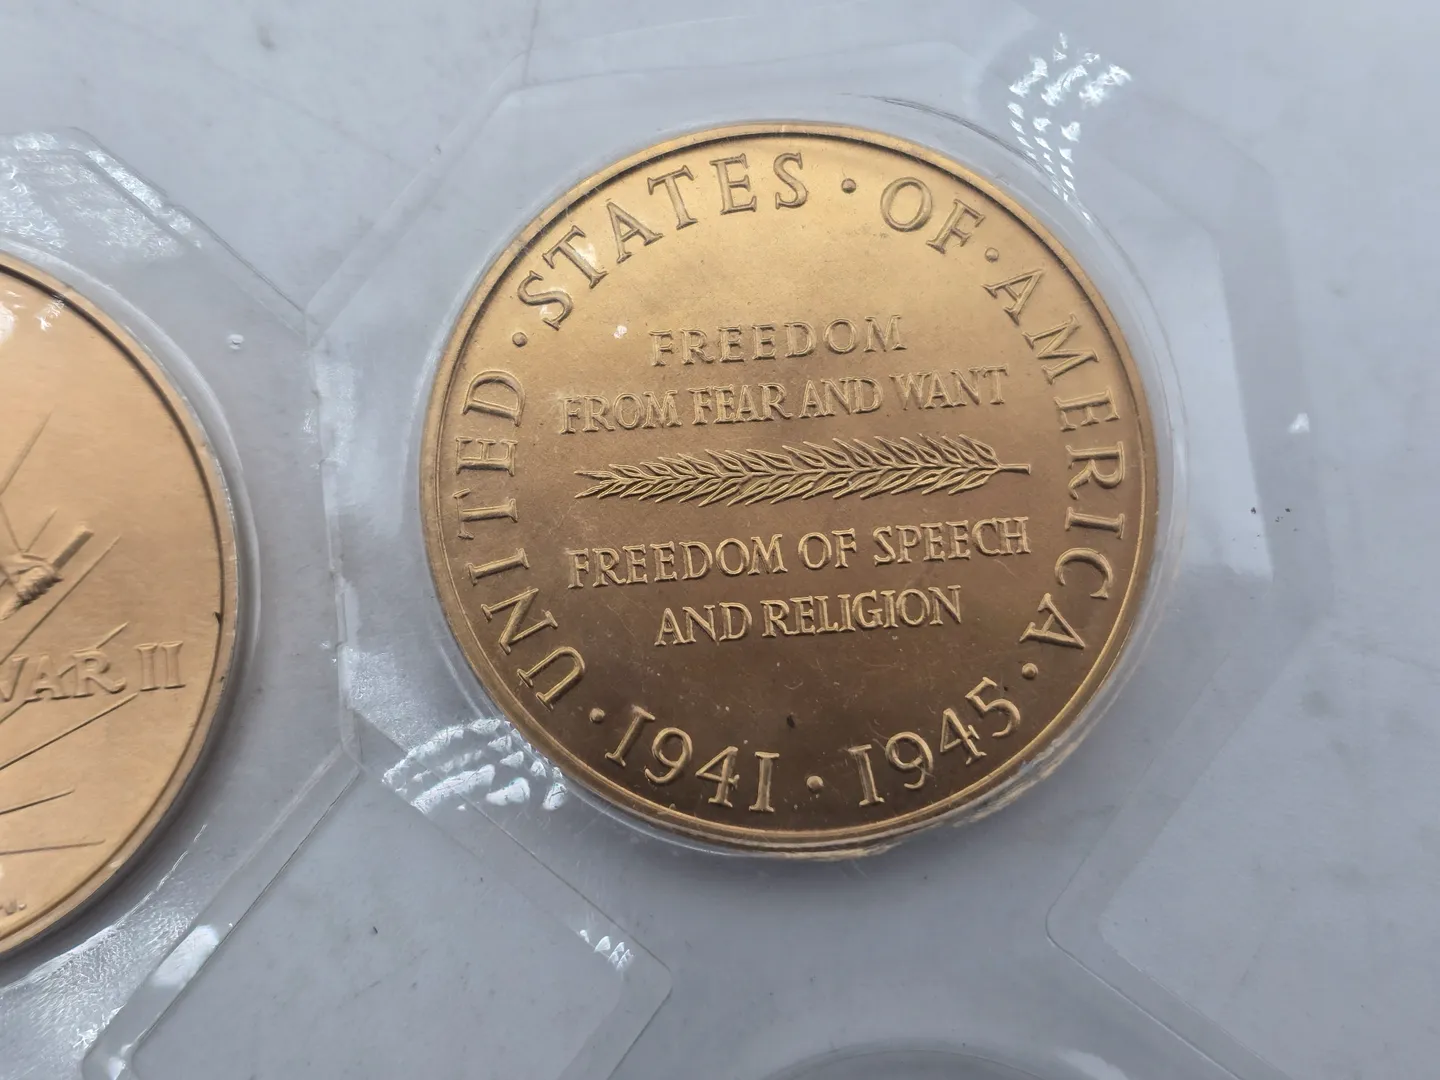 WAR II
UNITED · STATES · OF · AMERICA · 1941 · 1945 ·
FREEDOM
FROM FEAR AND WANT
FREEDOM OF SPEECH
AND RELIGION